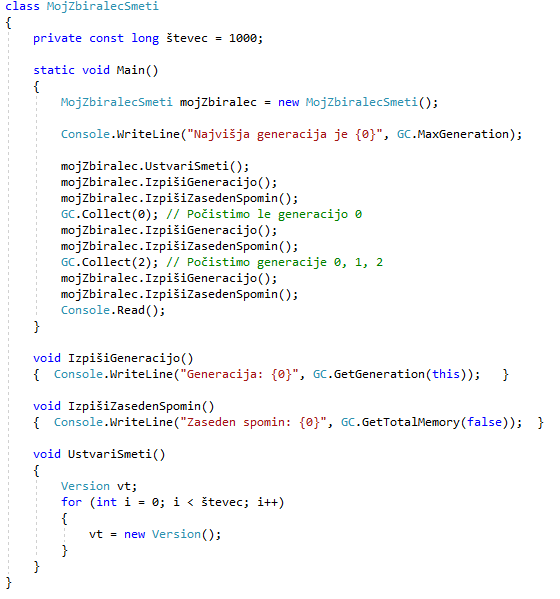 class MojZbiralecSmeti
{
private const long števec = 1000;
static void Main()
{
MojZbiralecSmeti mojZbiralec = new MojZbiralecSmeti();
Console.WriteLine("Najvišja generacija je {0}", GC.MaxGeneration);
mojZbiralec.UstvariSmeti();
mojZbiralec.IzpišiGeneracijo();
mojZbiralec.IzpišiZasedenSpomin();
GC.Collect(0); // Počistimo le generacijo 0
mojZbiralec.IzpišiGeneracijo();
mojZbiralec.IzpišiZasedenSpomin();
GC.Collect(2); // Počistimo generacije 0, 1, 2
mojZbiralec.IzpišiGeneracijo();
mojZbiralec.IzpišiZasedenSpomin();
Console.Read();
}
void IzpišiGeneracijo()
{  Console.WriteLine("Generacija: {0}", GC.GetGeneration(this));   }
void IzpišiZasedenSpomin()
{  Console.WriteLine("Zaseden spomin: {0}", GC.GetTotalMemory(false));  }
void UstvariSmeti()
{
Version vt;
for (int i = 0; i < števec; i++)
{
vt = new Version();
}
}
}